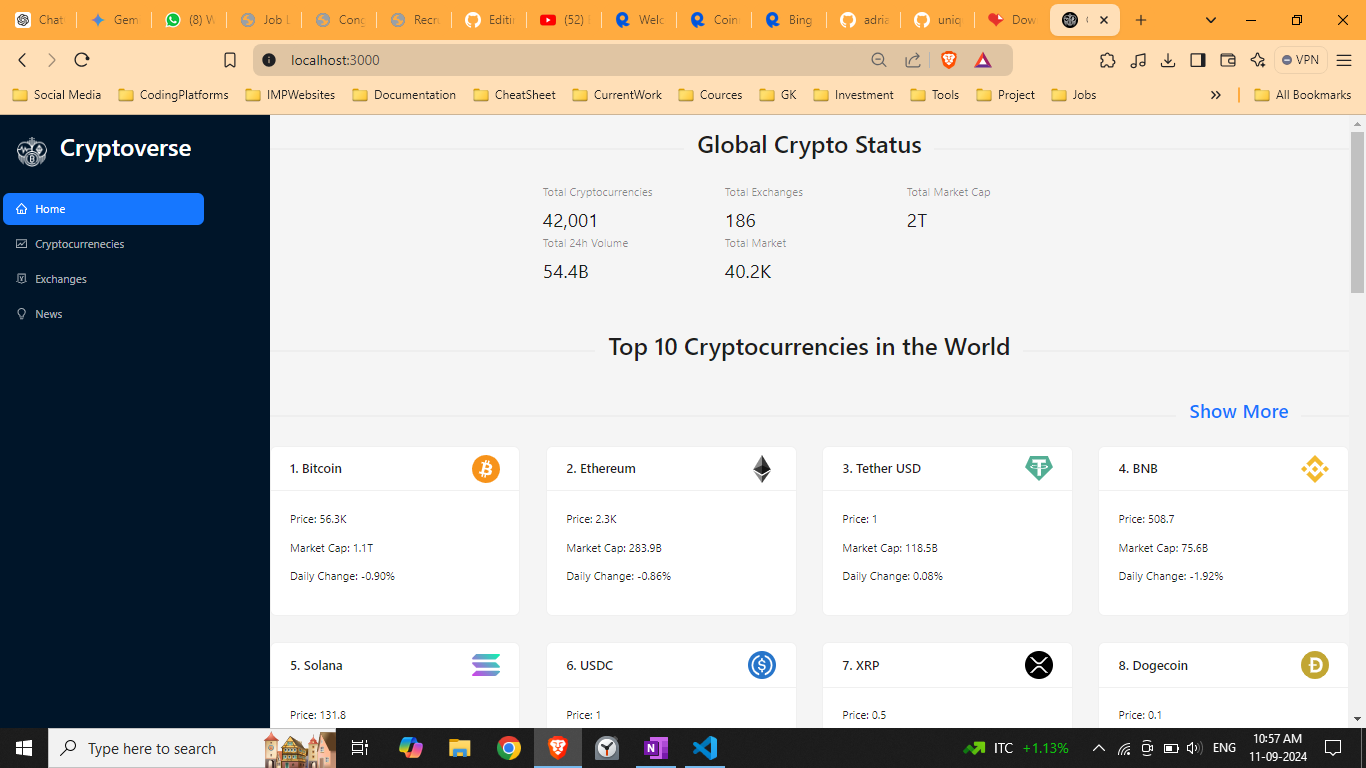 Chat
Gem
(8) W
Job L
Cong
Recr
Editin
(52)
Welc
Coin
Bing
adria
uniq
Dow
localhost:3000
VPN
Social Media
CodingPlatforms
IMPWebsites
Documentation
CheatSheet
CurrentWork
Cources
GK
Investment
Tools
Project
Jobs
All Bookmarks
Cryptoverse
Home
Cryptocurrenecies
Exchanges
News
Global Crypto Status
Total Cryptocurrencies
42,001
Total Exchanges
186
Total Market Cap
2T
Total 24h Volume
54.4B
Total Market
40.2K
Top 10 Cryptocurrencies in the World
Show More
1. Bitcoin
Price: 56.3K
Market Cap: 1.1T
Daily Change: -0.90%
2. Ethereum
Price: 2.3K
Market Cap: 283.9B
Daily Change: -0.86%
3. Tether USD
Price: 1
Market Cap: 118.5B
Daily Change: 0.08%
4. BNB
Price: 508.7
Market Cap: 75.6B
Daily Change: -1.92%
5. Solana
Price: 131.8
6. USDC
Price: 1
7. XRP
Price: 0.5
8. Dogecoin
Price: 0.1
Type here to search
ITC +1.13%
ENG
10:57 AM
11-09-2024